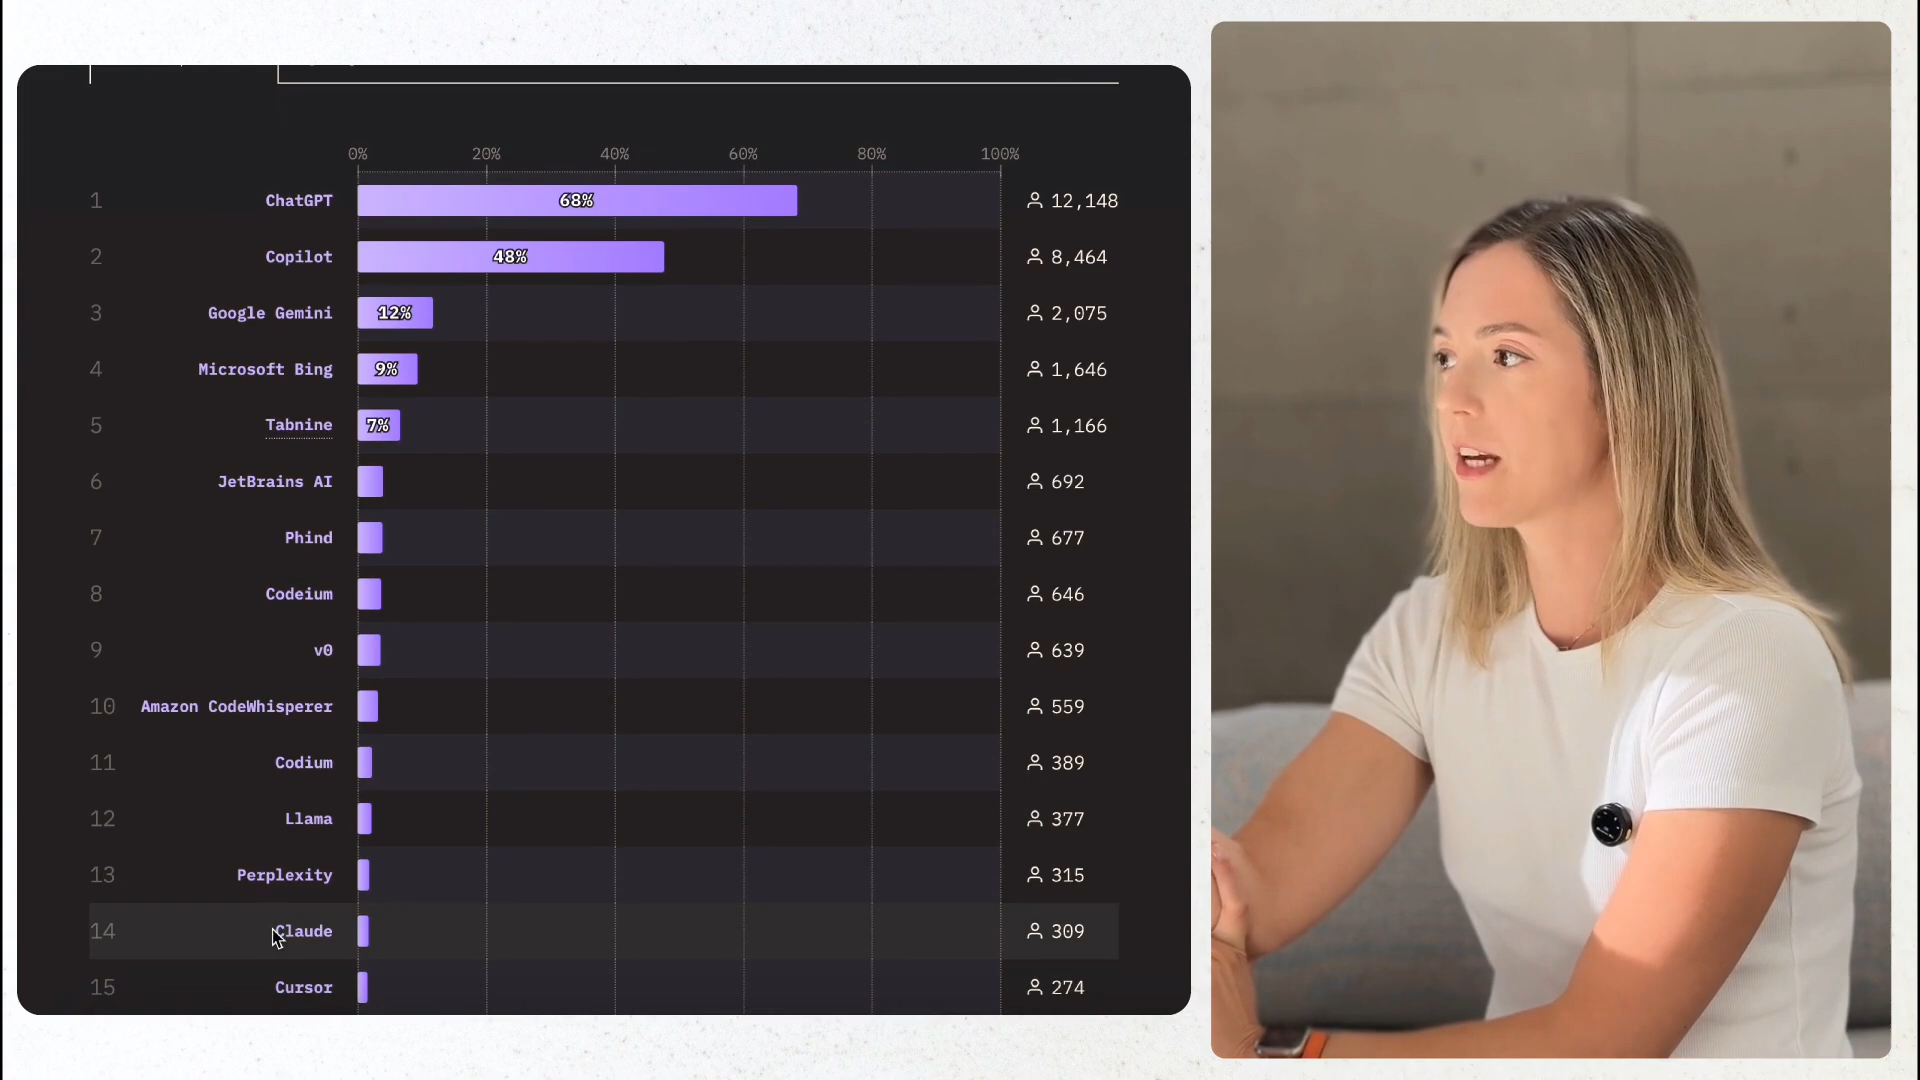 0% 20% 40% 60% 80% 100%
1 ChatGPT 68% 12,148
2 Copilot 48% 8,464
3 Google Gemini 12% 2,075
4 Microsoft Bing 9% 1,646
5 Tabnine 7% 1,166
6 JetBrains AI 692
7 Phind 677
8 Codeium 646
9 v0 639
10 Amazon CodeWhisperer 559
11 Codium 389
12 Llama 377
13 Perplexity 315
14 Claude 309
15 Cursor 274